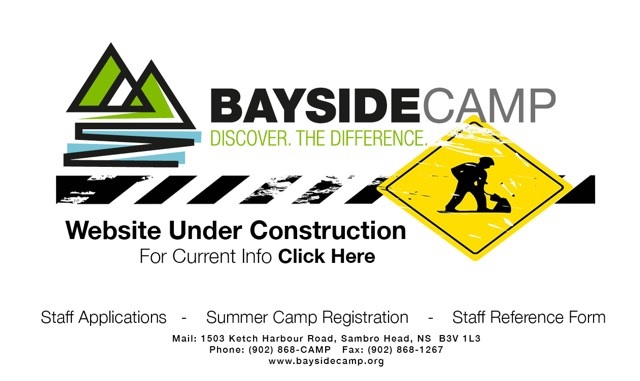 BAYSIDECAMP
DISCOVER. THE DIFFERENCE.
Website Under Construction
For Current Info Click Here
Staff Applications - Summer Camp Registration - Staff Reference Form
Mail: 1503 Ketch Harbour Road, Sambro Head, NS B3V 1L3
Phone: (902) 868-CAMP Fax: (902) 868-1267
www.baysidecamp.org